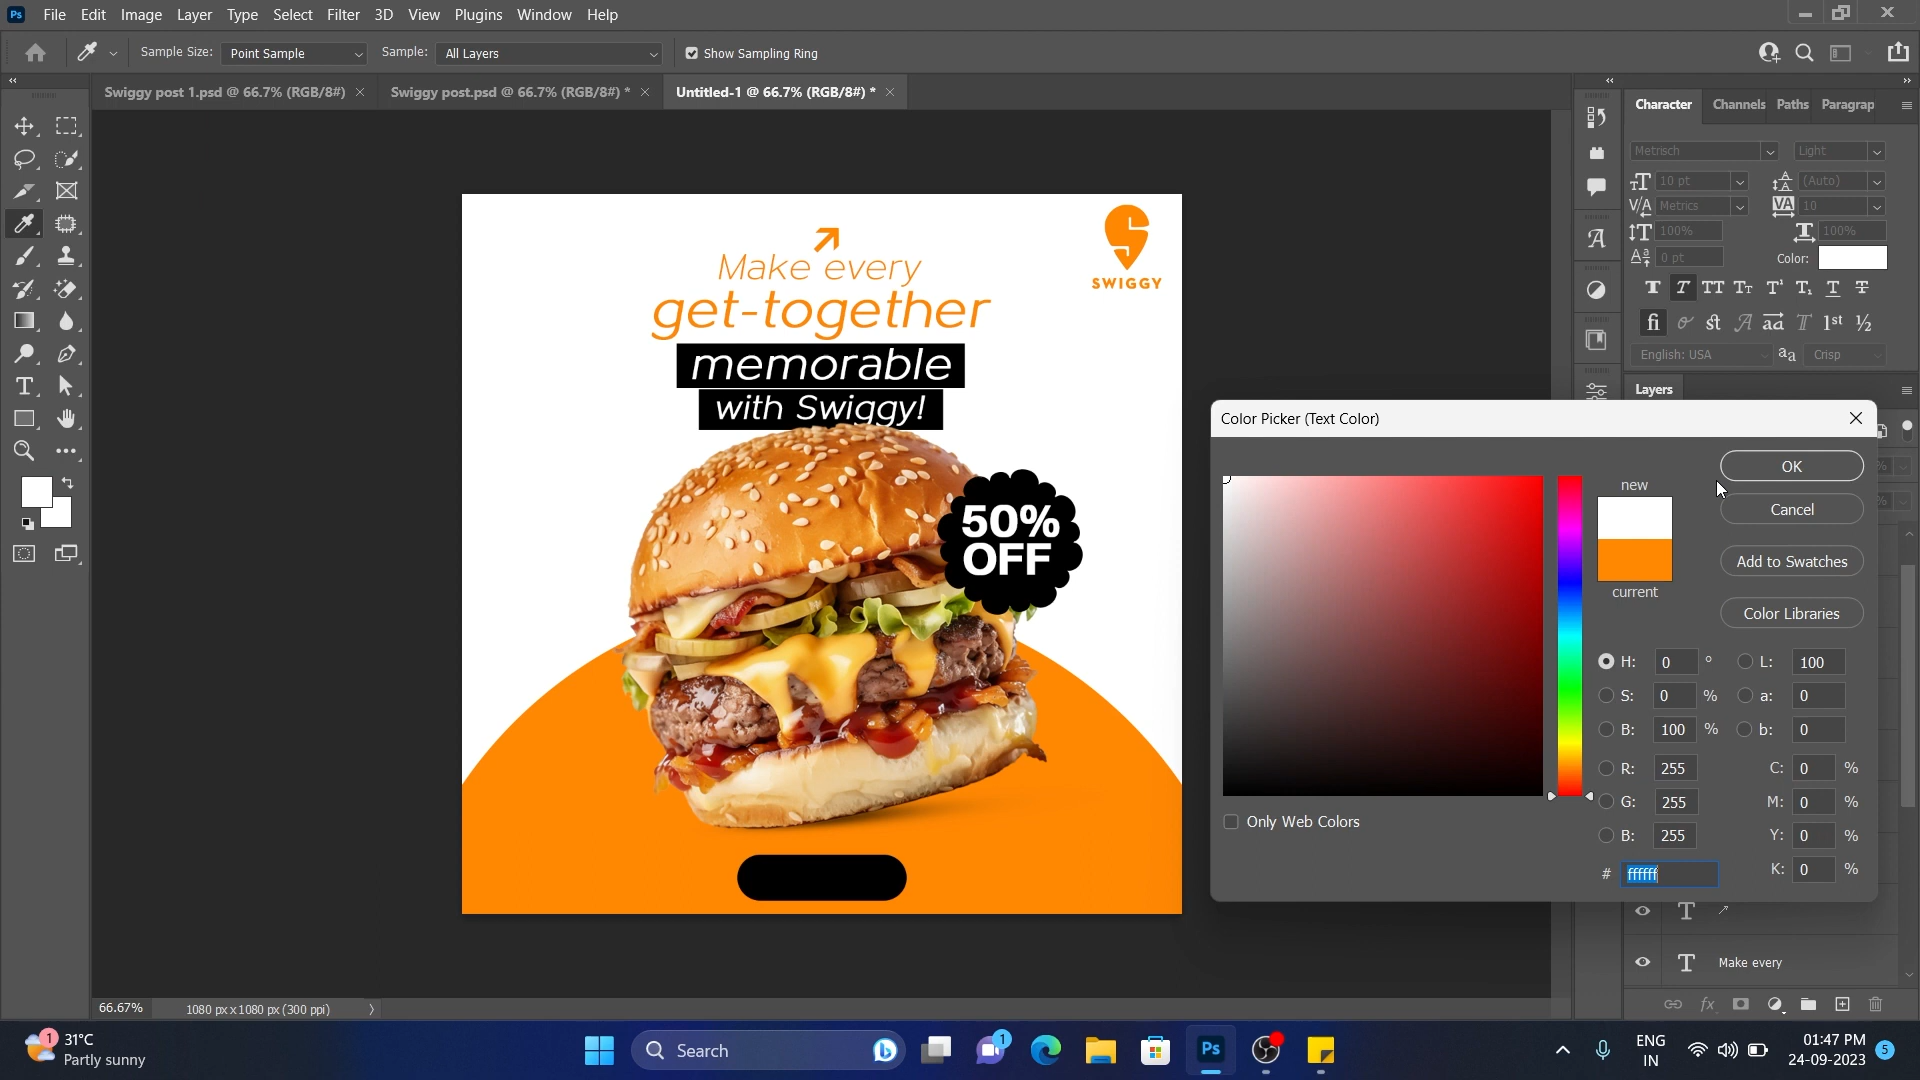 Ps File Edit Image Layer Type Select Filter 3D View Plugins Window Help
Sample Size: Point Sample Sample: All Layers Show Sampling Ring
Swiggy post 1.psd @ 66.7% (RGB/8#) Swiggy post.psd @ 66.7% (RGB/8#) * Untitled-1 @ 66.7% (RGB/8#) *
Character Channels Paths Paragrap
Metrisch Light
10 pt (Auto)
Metrics 10
100% 100%
0 pt Color:
English: USA Crisp
Layers
Make every
get-together
memorable
with Swiggy!
SWIGGY
50%
OFF
Color Picker (Text Color)
new
current
OK
Cancel
Add to Swatches
Color Libraries
H: 0 ° L: 100
S: 0 % a: 0
B: 100 % b: 0
R: 255 C: 0 %
G: 255 M: 0 %
B: 255 Y: 0 %
# ffffff K: 0 %
Only Web Colors
Make every
66.67% 1080 px x 1080 px (300 ppi)
1 31°C
Partly sunny
Search
1
Ps
ENG
IN
01:47 PM
24-09-2023
5